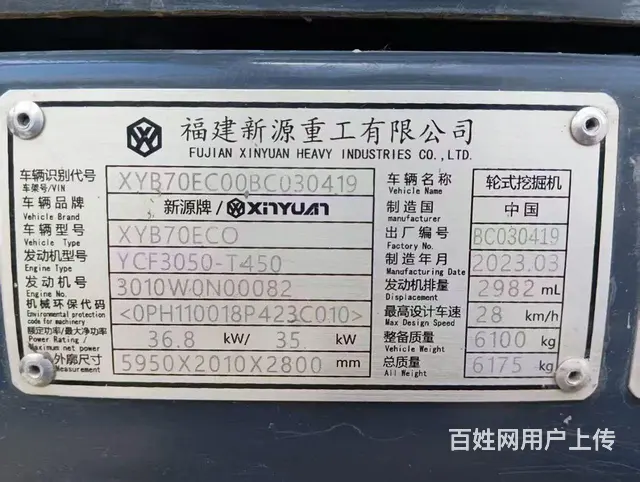 福建新源重工有限公司
FUJIAN XINYUAN HEAVY INDUSTRIES CO.,LTD.
车辆识别代号 XYB70EC00BC030419 车辆名称 轮式挖掘机
车架号/VIN Vehicle Name
车辆品牌 新源牌/XINYUAN 制造国 中国
Vehicle Brand manufacturer
车辆型号 XYB70ECO 出厂编号 BC030419
Vehicle Type Factory No.
发动机型号 YCF3050-T450 制造年月 2023.03
Engine Type Manufacturing Date
发动机号 3010W0N00082 发动机排量 2982 mL
Engine No. Displacement
机械环保代码 <0PH110018P423C010> 最高设计车速 28 km/h
Environmental protection code for machinery Max Design Speed
额定功率/最大净功率 36.8 kW/ 35 kW 整备质量 6100 kg
Power Rating/ Maximum net power Vehicle Weight
外廓尺寸 5950X2010X2800 mm 总质量 6175 kg
Measurement All Weight
百姓网用户上传